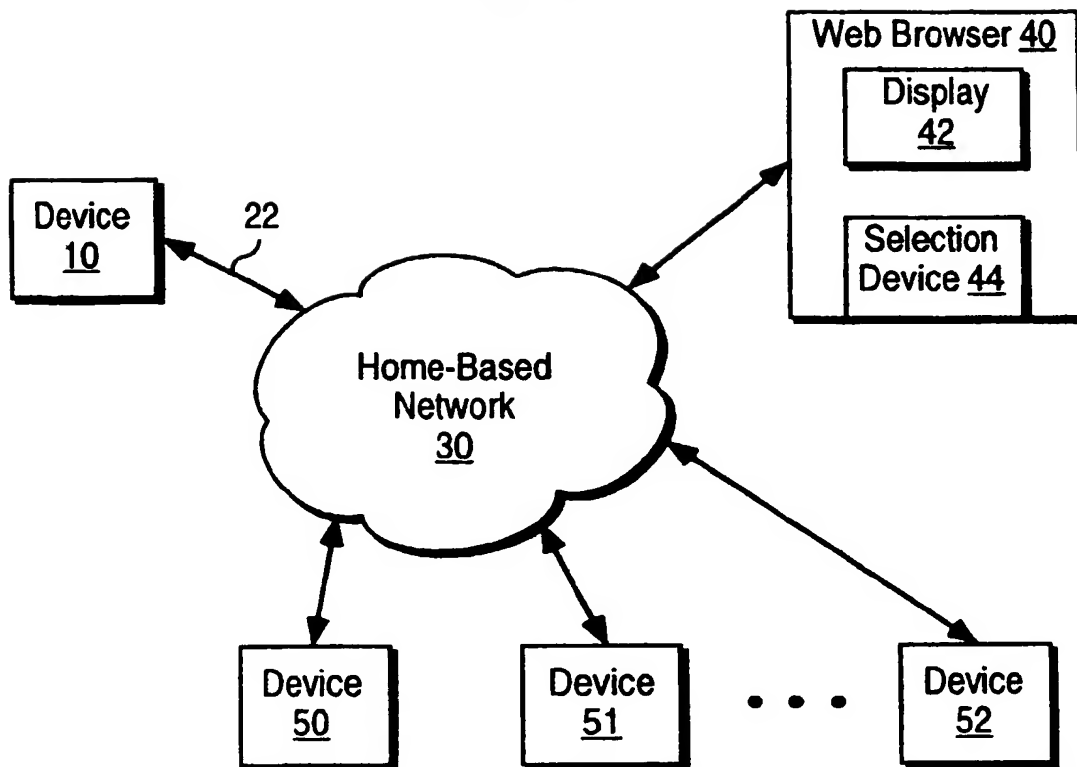 Web Browser 40
Display
42
Selection
Device 44
Device
10
22
Home-Based
Network
30
Device
50
Device
51
Device
52